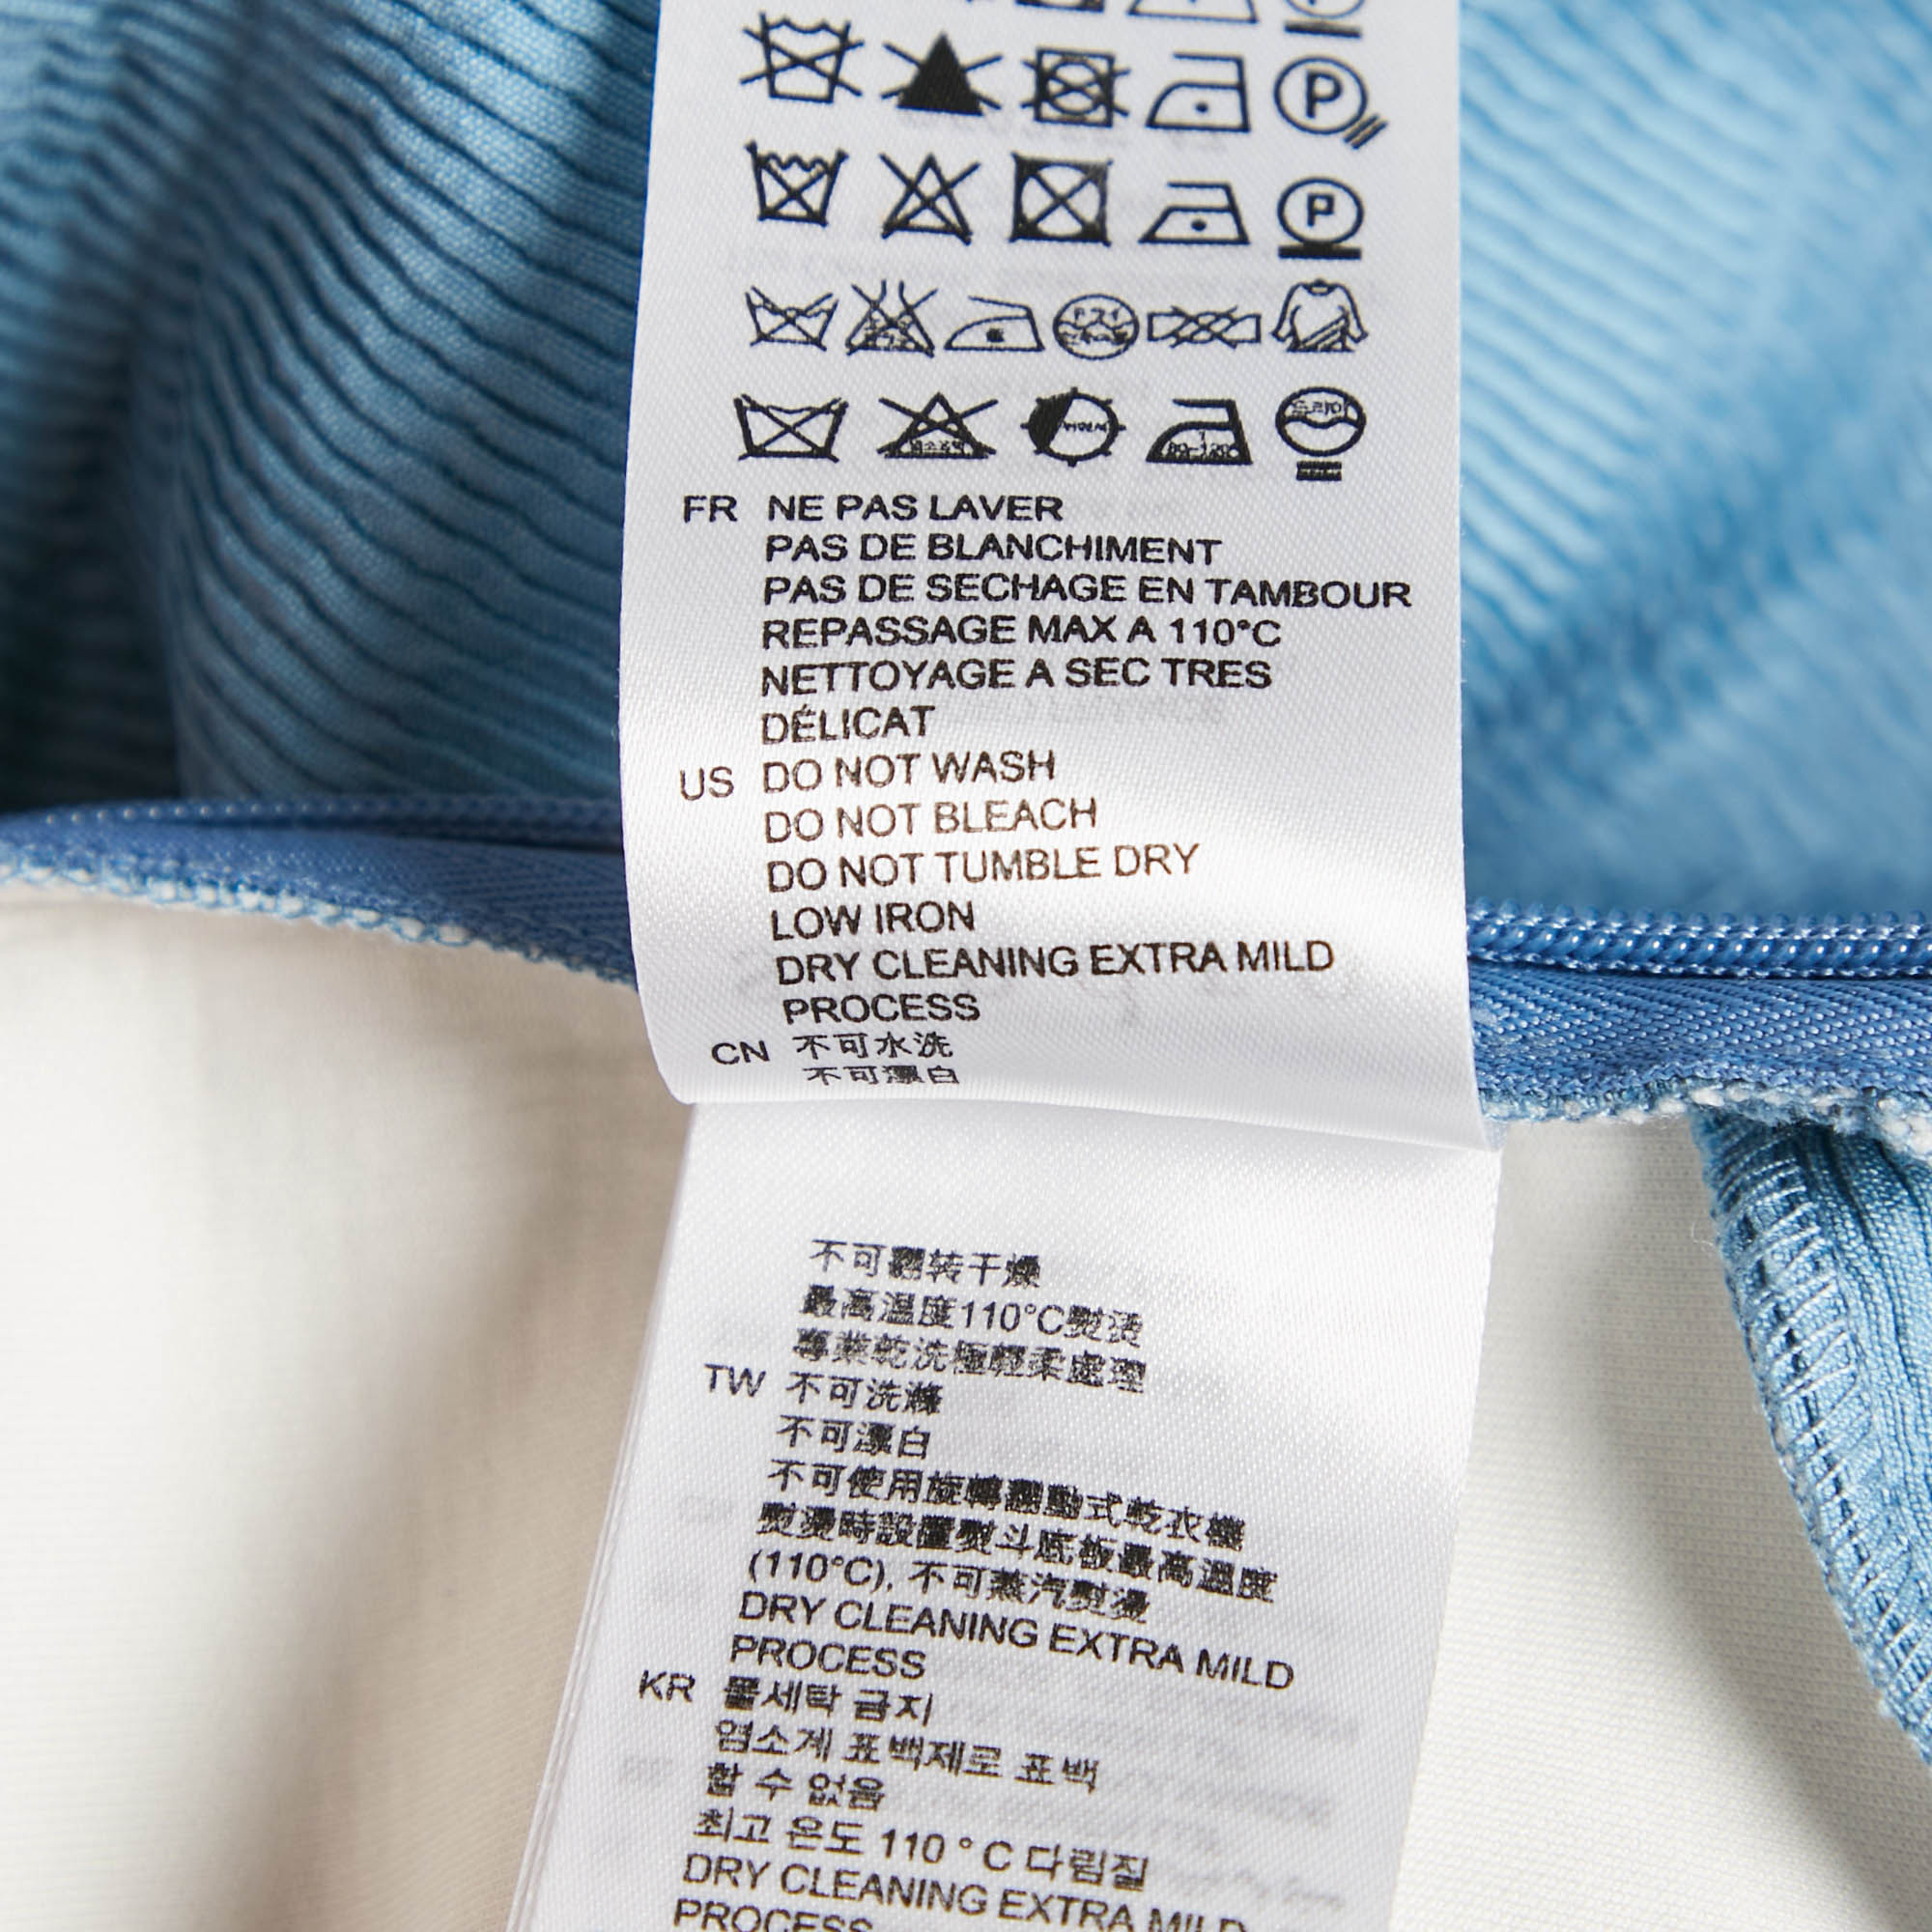 P
P
FR NE PAS LAVER
PAS DE BLANCHIMENT
PAS DE SECHAGE EN TAMBOUR
REPASSAGE MAX A 110°C
NETTOYAGE A SEC TRES
DÉLICAT
US DO NOT WASH
DO NOT BLEACH
DO NOT TUMBLE DRY
LOW IRON
DRY CLEANING EXTRA MILD
PROCESS
CN 不可水洗
不可漂白
不可翻转干燥
最高温度110°C熨烫
專業乾洗極輕柔處理
TW 不可洗滌
不可漂白
不可使用旋轉翻動式乾衣機
熨燙時設置熨斗底板最高溫度
(110°C), 不可蒸汽熨燙
DRY CLEANING EXTRA MILD
PROCESS
KR 물세탁 금지
염소계 표백제로 표백
할 수 없음
최고 온도 110 ° C 다림질
DRY CLEANING EXTRA MILD
PROCESS